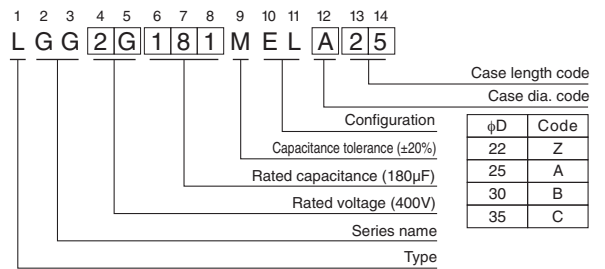 1 2 3 4 5 6 7 8 9 10 11 12 13 14
L G G 2 G 1 8 1 M E L A 2 5
Case length code
Case dia. code
Configuration
Capacitance tolerance (±20%)
Rated capacitance (180µF)
Rated voltage (400V)
Series name
Type
ϕD Code
22 Z
25 A
30 B
35 C